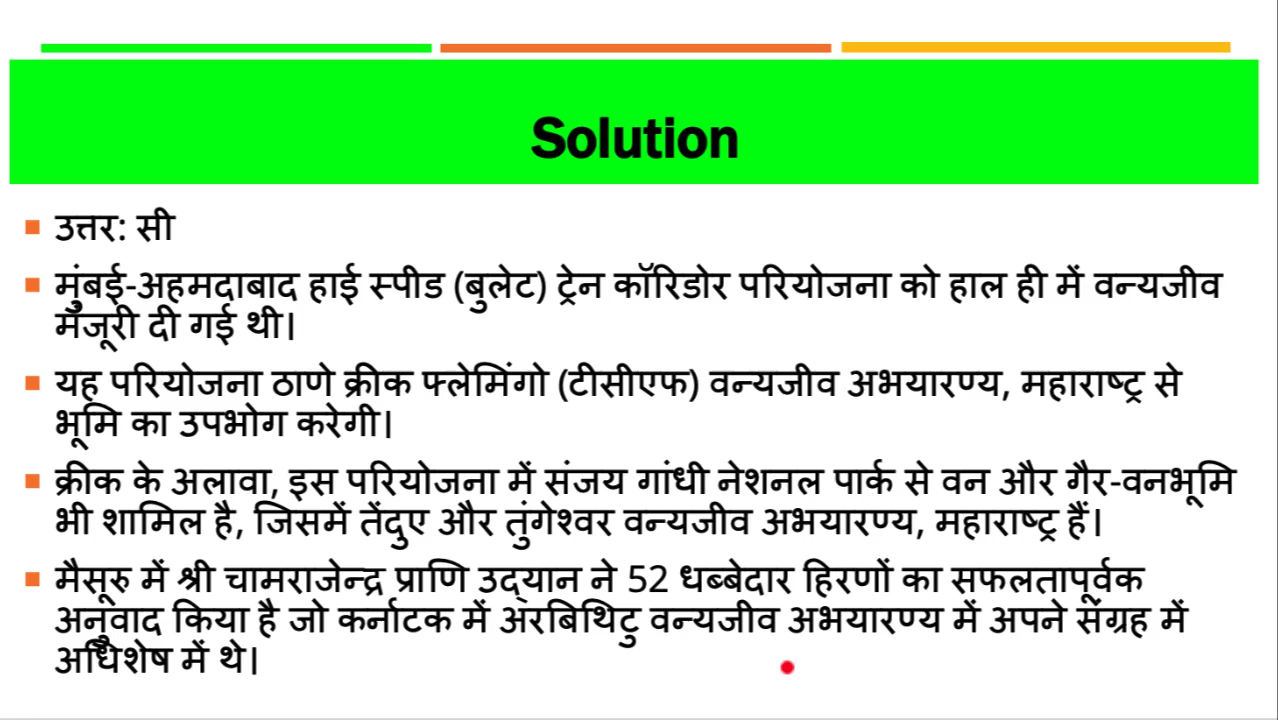 Solution
उत्तर: सी
मुंबई-अहमदाबाद हाई स्पीड (बुलेट) ट्रेन कॉरिडोर परियोजना को हाल ही में वन्यजीव
मंजूरी दी गई थी।
यह परियोजना ठाणे क्रीक फ्लेमिंगो (टीसीएफ) वन्यजीव अभयारण्य, महाराष्ट्र से
भूमि का उपभोग करेगी।
क्रीक के अलावा, इस परियोजना में संजय गांधी नेशनल पार्क से वन और गैर-वनभूमि
भी शामिल है, जिसमें तेंदुए और तुंगेश्वर वन्यजीव अभयारण्य, महाराष्ट्र हैं।
मैसूरु में श्री चामराजेन्द्र प्राणि उद्यान ने 52 धब्बेदार हिरणों का सफलतापूर्वक
अनुवाद किया है जो कर्नाटक में अरबिथिटु वन्यजीव अभयारण्य में अपने संग्रह में
अधिशेष में थे।